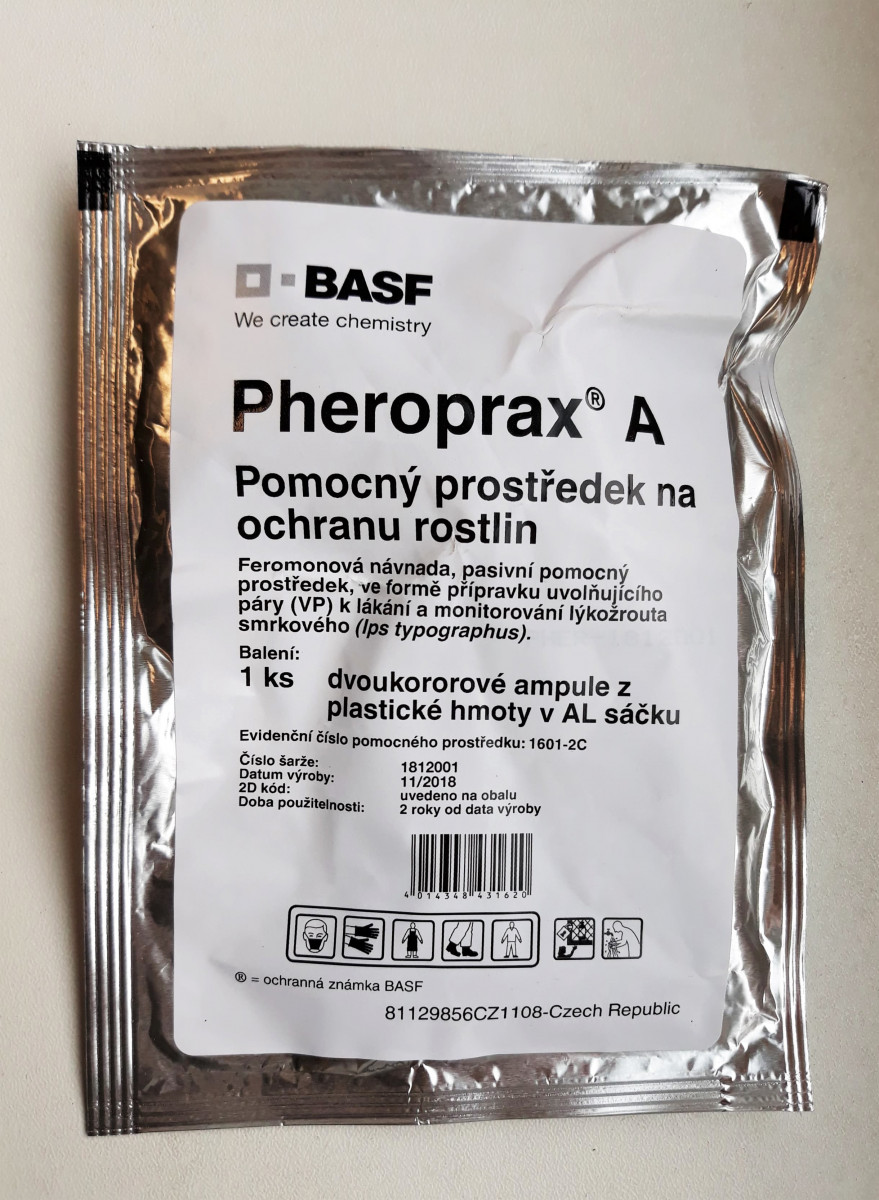 BASF
We create chemistry
Pheroprax® A
Pomocný prostředek na
ochranu rostlin
Feromonová návnada, pasivní pomocný
prostředek, ve formě přípravku uvolňujícího
páry (VP) k lákání a monitorování lýkožrouta
smrkového (Ips typographus).
Balení:
1 ks dvoukororové ampule z
plastické hmoty v AL sáčku
Evidenční číslo pomocného prostředku: 1601-2C
Číslo šarže: 1812001
Datum výroby: 11/2018
2D kód: uvedeno na obalu
Doba použitelnosti: 2 roky od data výroby
4 014348 431620
® = ochranná známka BASF
81129856CZ1108-Czech Republic